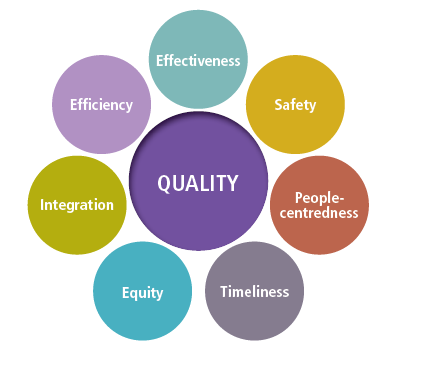 Effectiveness
Efficiency
Safety
QUALITY
Integration
People-
centredness
Equity
Timeliness